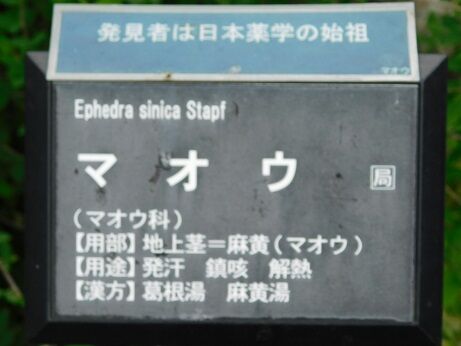 発見者は日本薬学の始祖
マオウ
Ephedra sinica Stapf
マオウ 局
(マオウ科)
【用部】地上茎=麻黄(マオウ)
【用途】発汗 鎮咳 解熱
【漢方】葛根湯 麻黄湯